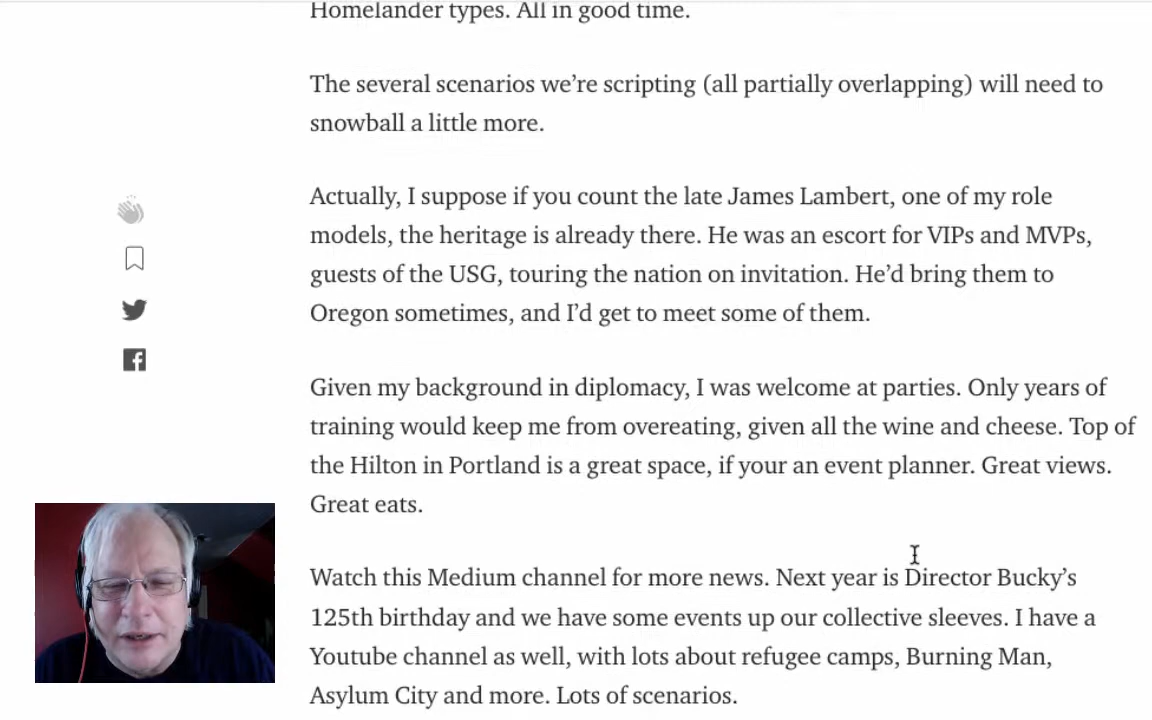 Homelander types. All in good time.
The several scenarios we’re scripting (all partially overlapping) will need to
snowball a little more.
Actually, I suppose if you count the late James Lambert, one of my role
models, the heritage is already there. He was an escort for VIPs and MVPs,
guests of the USG, touring the nation on invitation. He’d bring them to
Oregon sometimes, and I’d get to meet some of them.
Given my background in diplomacy, I was welcome at parties. Only years of
training would keep me from overeating, given all the wine and cheese. Top of
the Hilton in Portland is a great space, if your an event planner. Great views.
Great eats.
Watch this Medium channel for more news. Next year is Director Bucky’s
125th birthday and we have some events up our collective sleeves. I have a
Youtube channel as well, with lots about refugee camps, Burning Man,
Asylum City and more. Lots of scenarios.